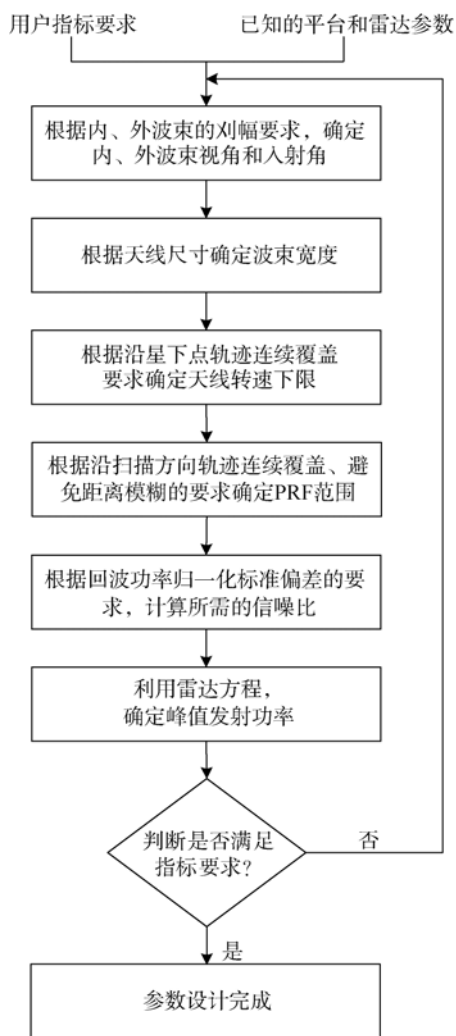 用户指标要求
已知的平台和雷达参数
根据内、外波束的刈幅要求，确定
内、外波束视角和入射角
根据天线尺寸确定波束宽度
根据沿星下点轨迹连续覆盖
要求确定天线转速下限
根据沿扫描方向轨迹连续覆盖、避
免距离模糊的要求确定PRF范围
根据回波功率归一化标准偏差的要
求，计算所需的信噪比
利用雷达方程，
确定峰值发射功率
判断是否满足
指标要求?
否
是
参数设计完成